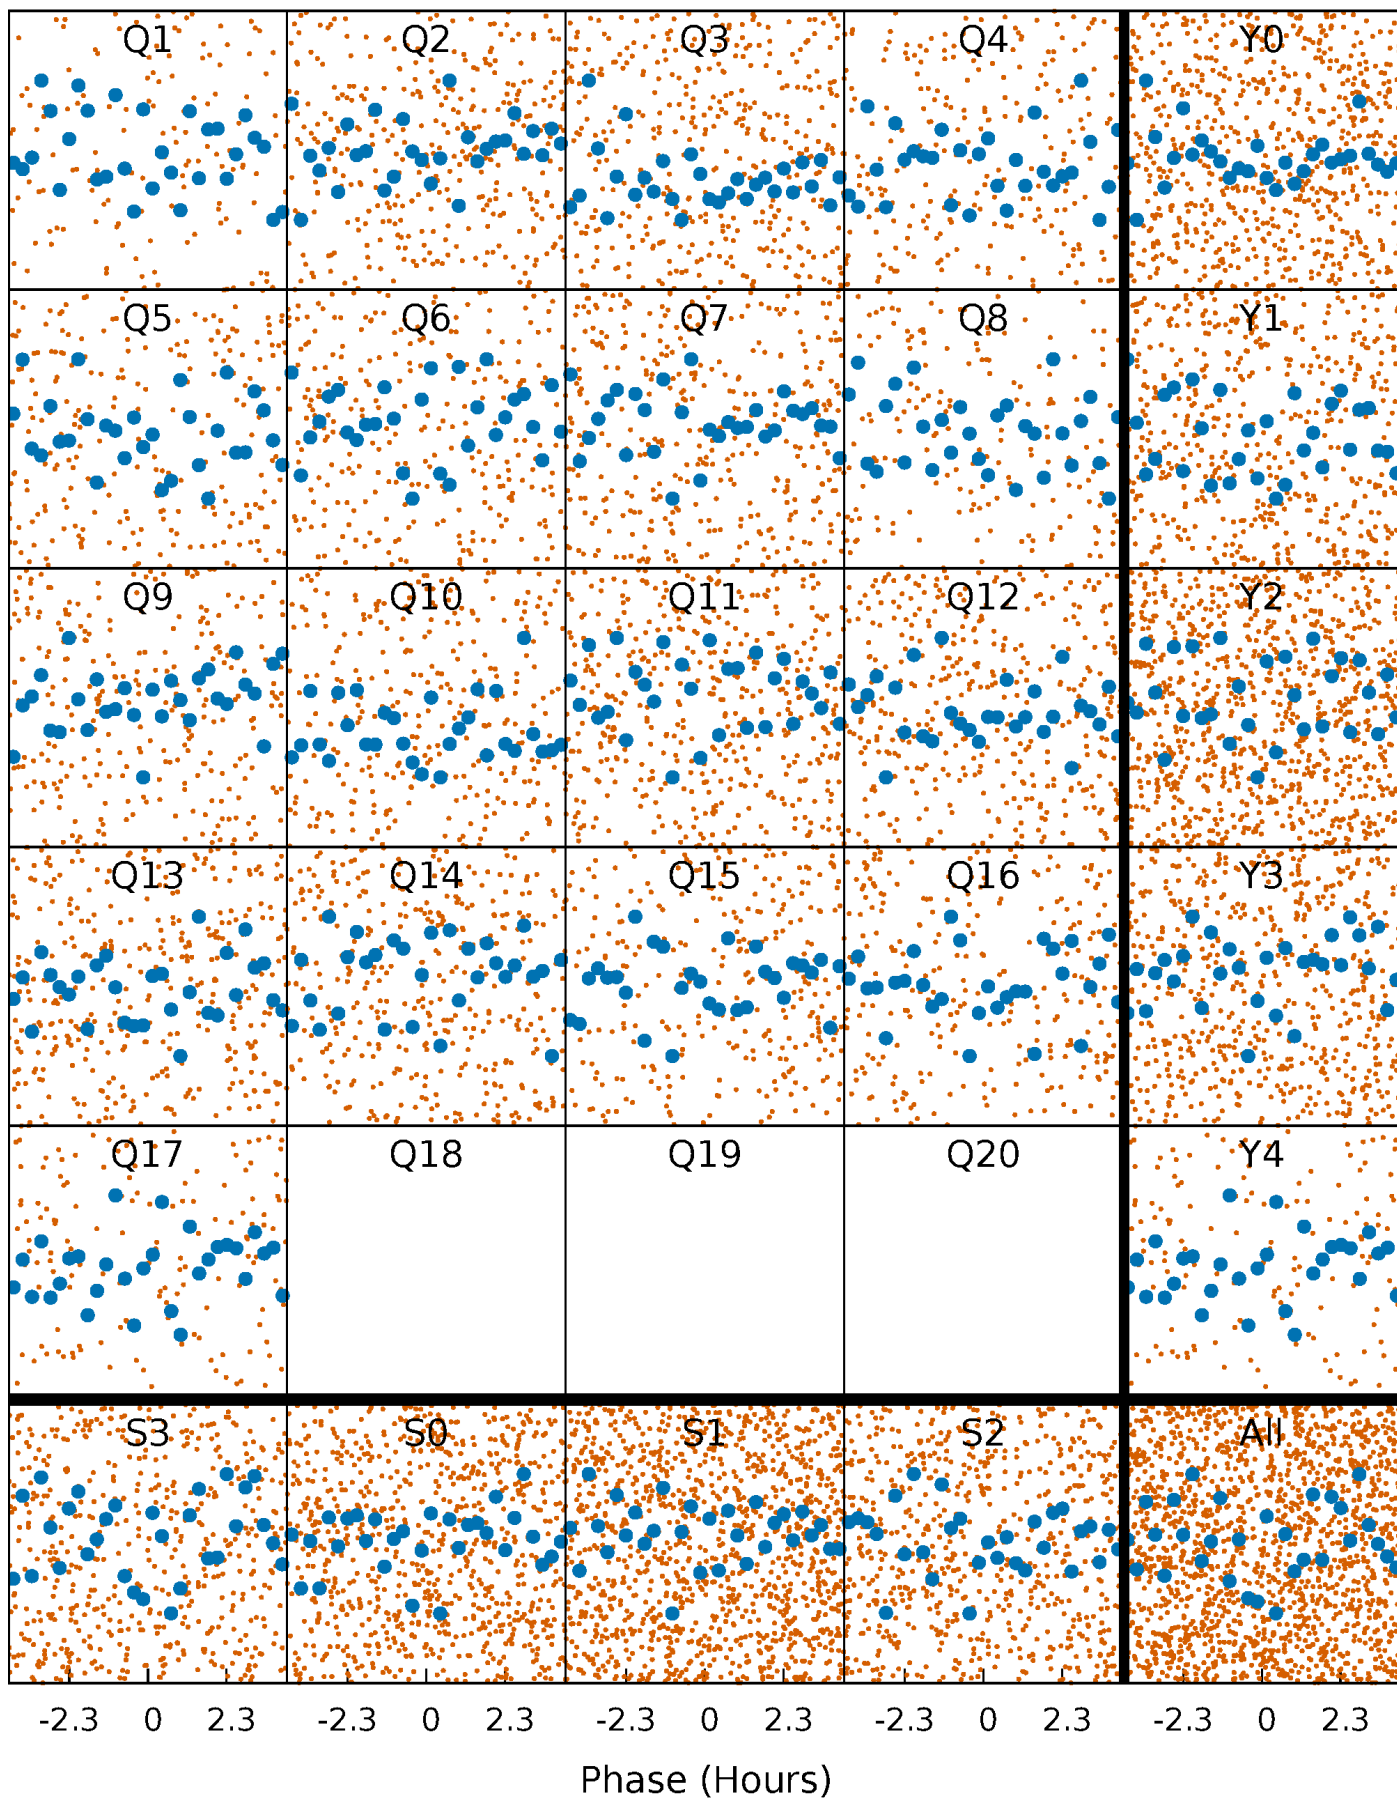 Q1 Q2 Q3 Q4 Y0
Q5 Q6 Q7 Q8 Y1
Q9 Q10 Q11 Q12 Y2
Q13 Q14 Q15 Q16 Y3
Q17 Q18 Q19 Q20 Y4
S3 S0 S1 S2 All
-2.3 0 2.3 -2.3 0 2.3 -2.3 0 2.3 -2.3 0 2.3 -2.3 0 2.3
Phase (Hours)